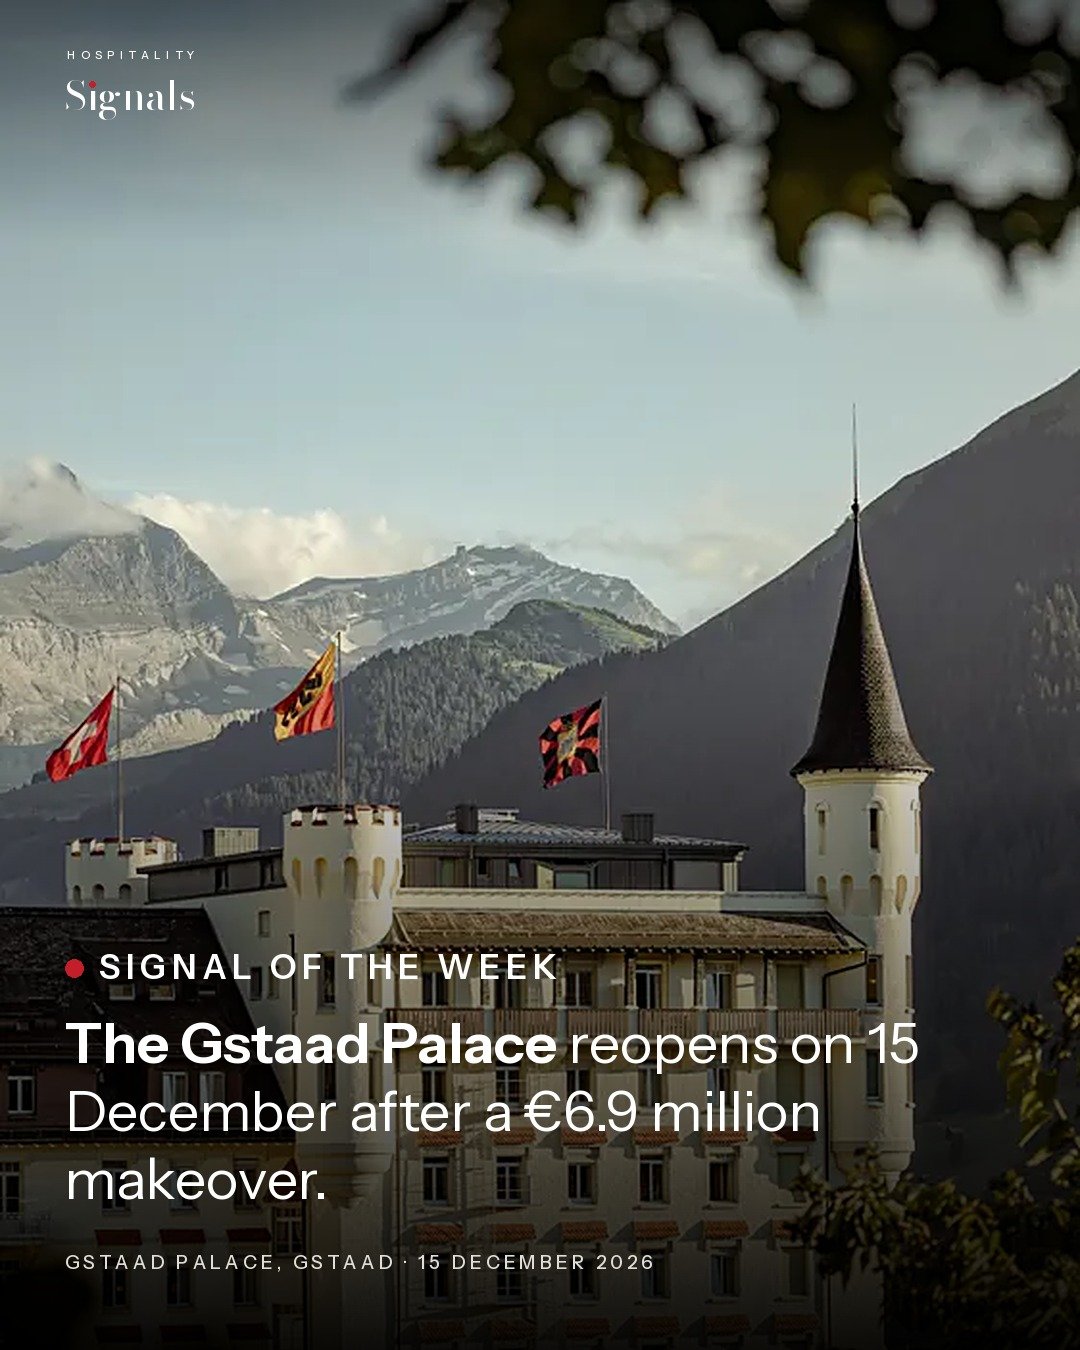 HOSPITALITY
Signals
SIGNAL OF THE WEEK
The Gstaad Palace reopens on 15
December after a €6.9 million
makeover.
GSTAAD PALACE, GSTAAD · 15 DECEMBER 2026